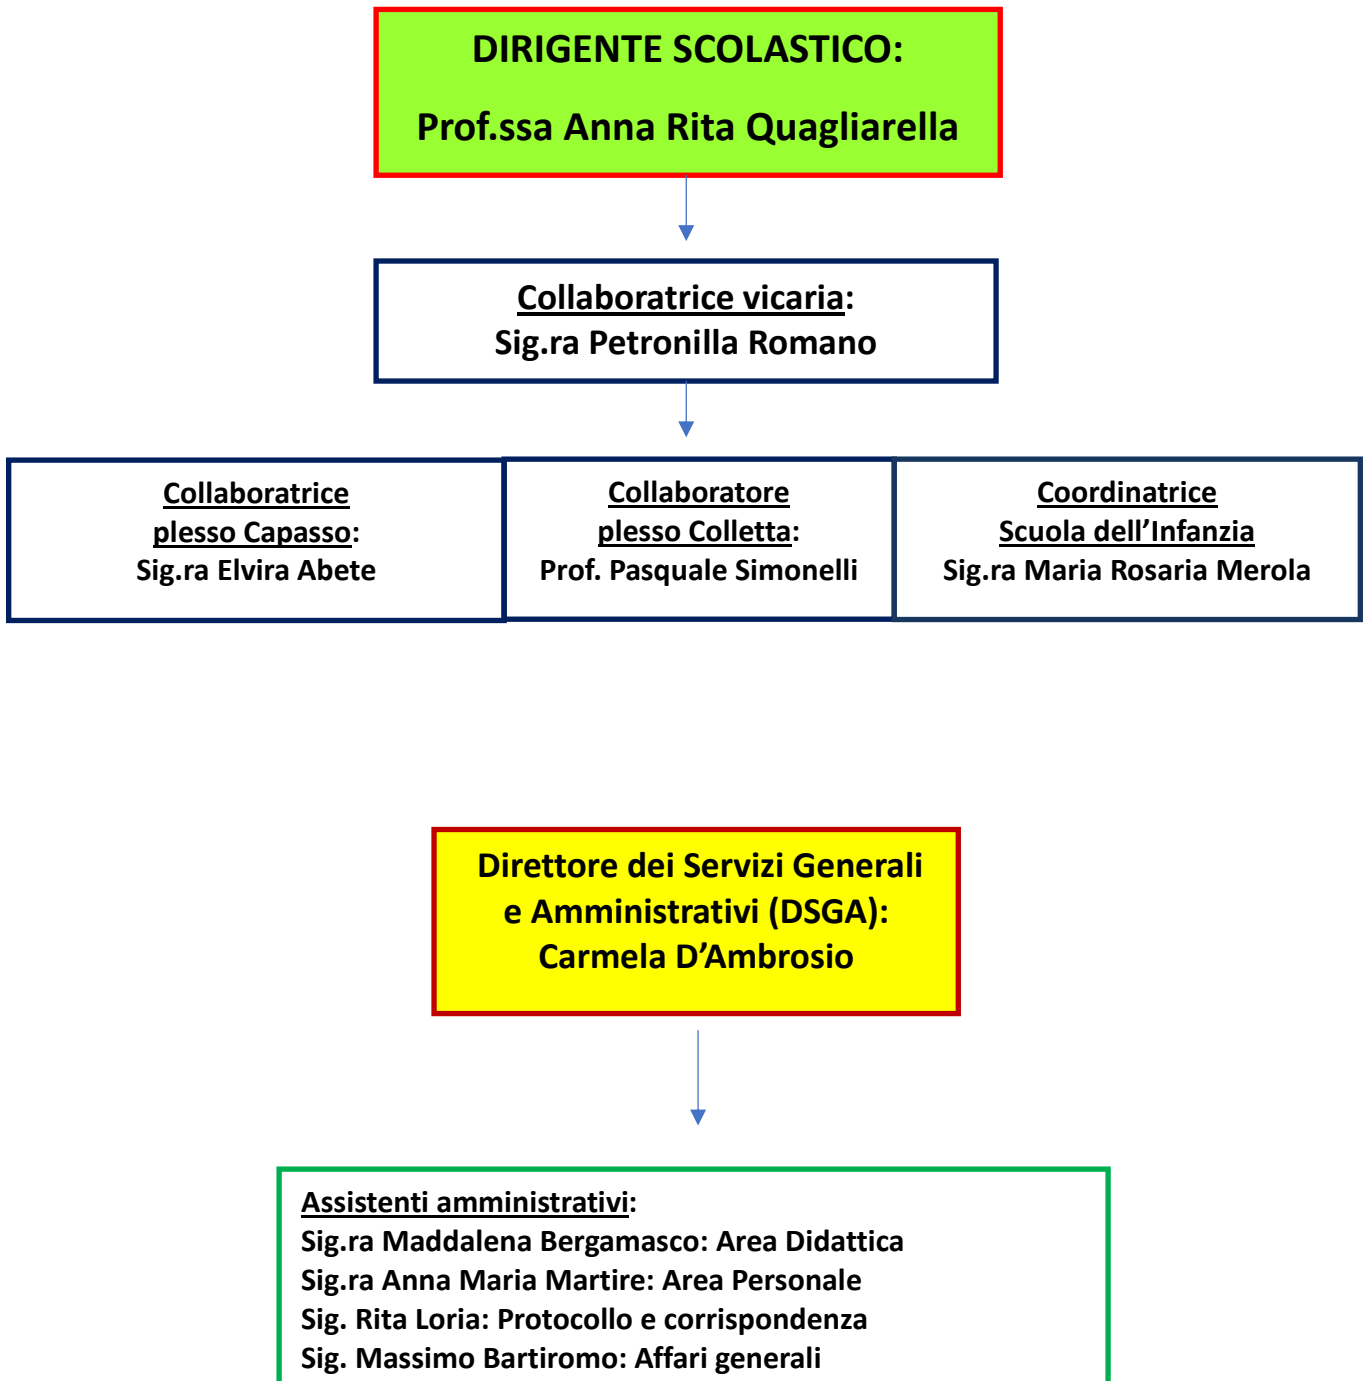 DIRIGENTE SCOLASTICO:
Prof.ssa Anna Rita Quagliarella
Collaboratrice vicaria:
Sig.ra Petronilla Romano
Collaboratrice
plesso Capasso:
Sig.ra Elvira Abete
Collaboratore
plesso Colletta:
Prof. Pasquale Simonelli
Coordinatrice
Scuola dell’Infanzia
Sig.ra Maria Rosaria Merola
Direttore dei Servizi Generali
e Amministrativi (DSGA):
Carmela D’Ambrosio
Assistenti amministrativi:
Sig.ra Maddalena Bergamasco: Area Didattica
Sig.ra Anna Maria Martire: Area Personale
Sig. Rita Loria: Protocollo e corrispondenza
Sig. Massimo Bartiromo: Affari generali